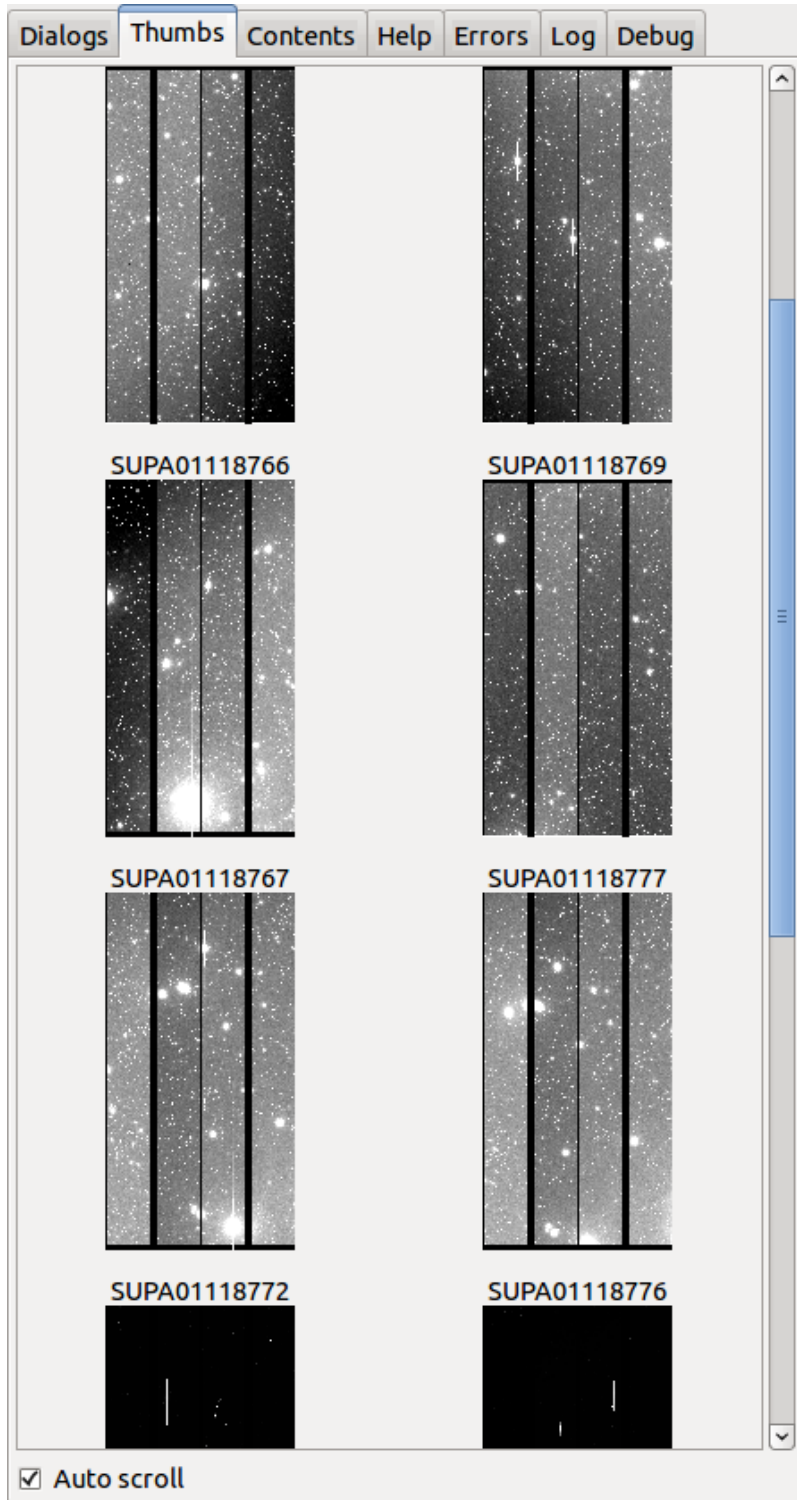 Dialogs Thumbs Contents Help Errors Log Debug
SUPA01118766 SUPA01118769
SUPA01118767 SUPA01118777
SUPA01118772 SUPA01118776
Auto scroll